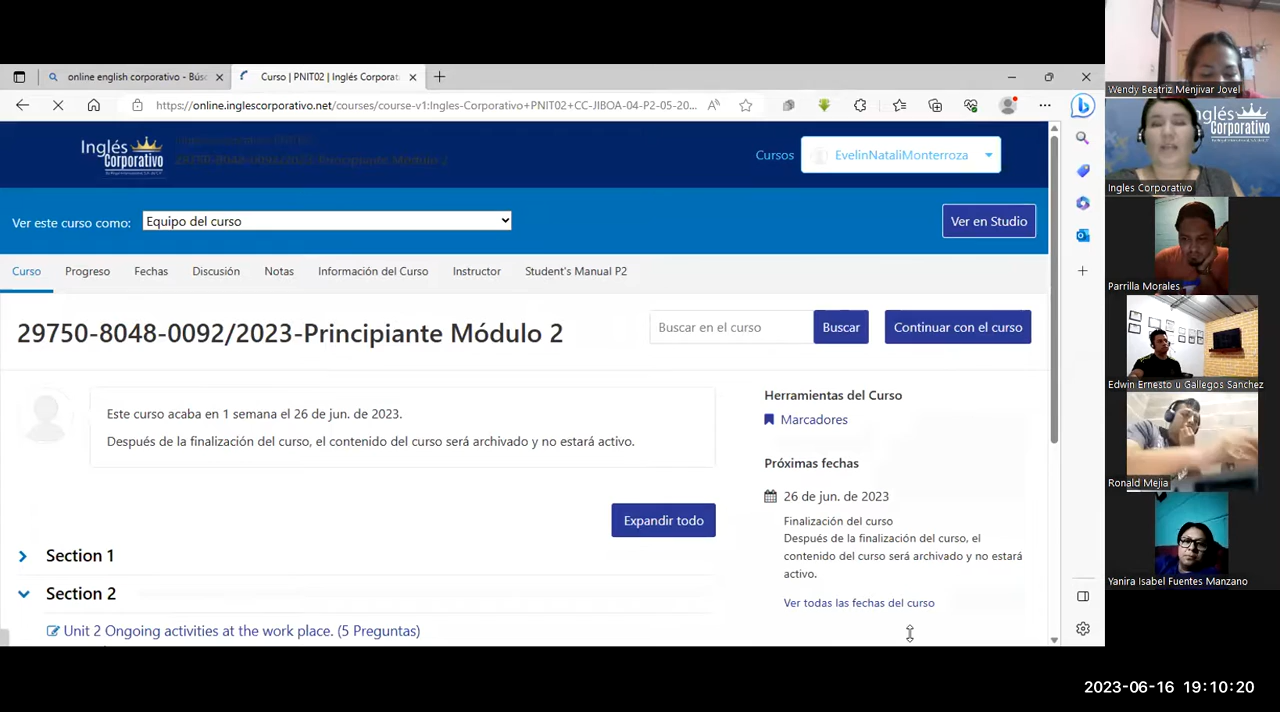 online english corporativo - Bús
Curso | PNIT02 | Inglés Corporat
https://online.inglescorporativo.net/courses/course-v1:Ingles-Corporativo+PNIT02+CC-JIBOA-04-P2-05-20...
Inglés
Corporativo
29750-8048-0092/2023-Principiante Módulo 2
Cursos
EvelinNataliMonterroza
Ver este curso como:
Equipo del curso
Ver en Studio
Curso
Progreso
Fechas
Discusión
Notas
Información del Curso
Instructor
Student's Manual P2
29750-8048-0092/2023-Principiante Módulo 2
Buscar en el curso
Buscar
Continuar con el curso
Este curso acaba en 1 semana el 26 de jun. de 2023.
Después de la finalización del curso, el contenido del curso será archivado y no estará activo.
Herramientas del Curso
Marcadores
Próximas fechas
26 de jun. de 2023
Finalización del curso
Después de la finalización del curso, el
contenido del curso será archivado y no estará
activo.
Ver todas las fechas del curso
Expandir todo
Section 1
Section 2
Unit 2 Ongoing activities at the work place. (5 Preguntas)
Wendy Beatriz Menjivar Jovel
Inglés
Corporativo
Ingles Corporativo
Parrilla Morales
Edwin Ernesto u Gallegos Sanchez
Ronald Mejia
Yanira Isabel Fuentes Manzano
2023-06-16 19:10:20